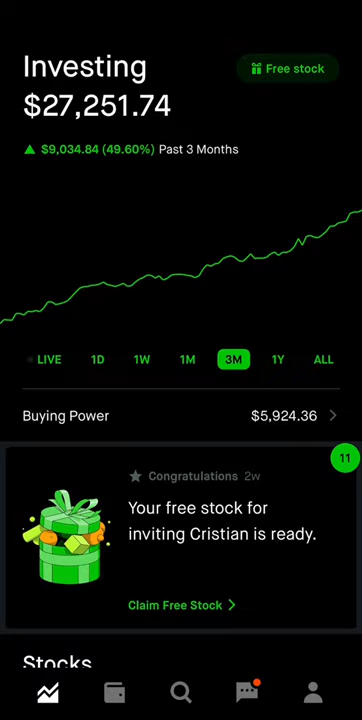 Investing
Free stock
$27,251.74
$9,034.84 (49.60%) Past 3 Months
LIVE 1D 1W 1M 3M 1Y ALL
Buying Power $5,924.36
11
Congratulations 2w
Your free stock for
inviting Cristian is ready.
Claim Free Stock
Stocks